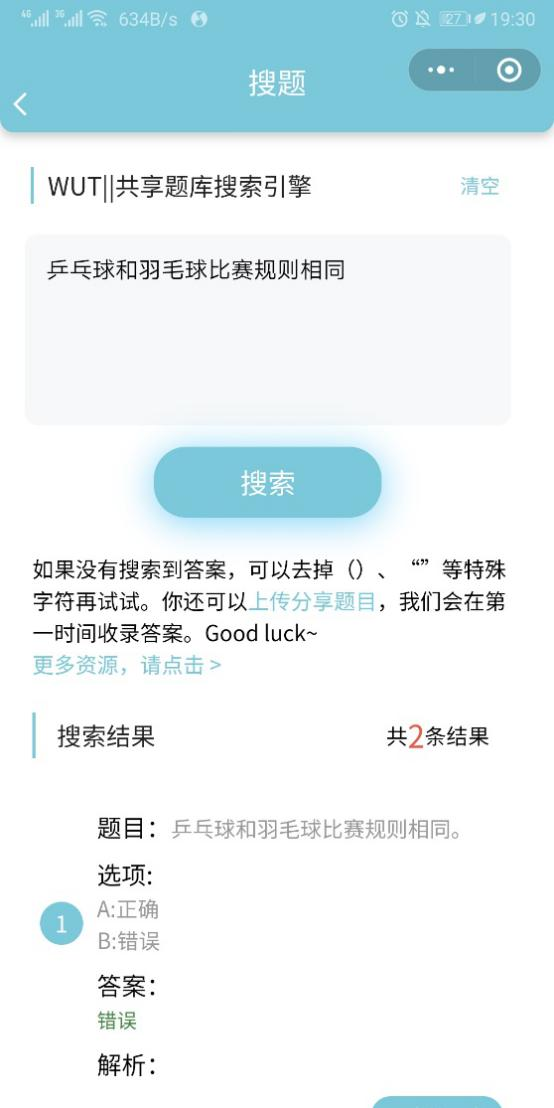 4G 3G 634B/s 27 19:30
搜题
WUT||共享题库搜索引擎 清空
乒乓球和羽毛球比赛规则相同
搜索
如果没有搜索到答案，可以去掉（）、“”等特殊
字符再试试。你还可以上传分享题目，我们会在第
一时间收录答案。Good luck~
更多资源，请点击 >
搜索结果 共2条结果
题目： 乒乓球和羽毛球比赛规则相同。
选项:
A:正确
1
B:错误
答案：
错误
解析：